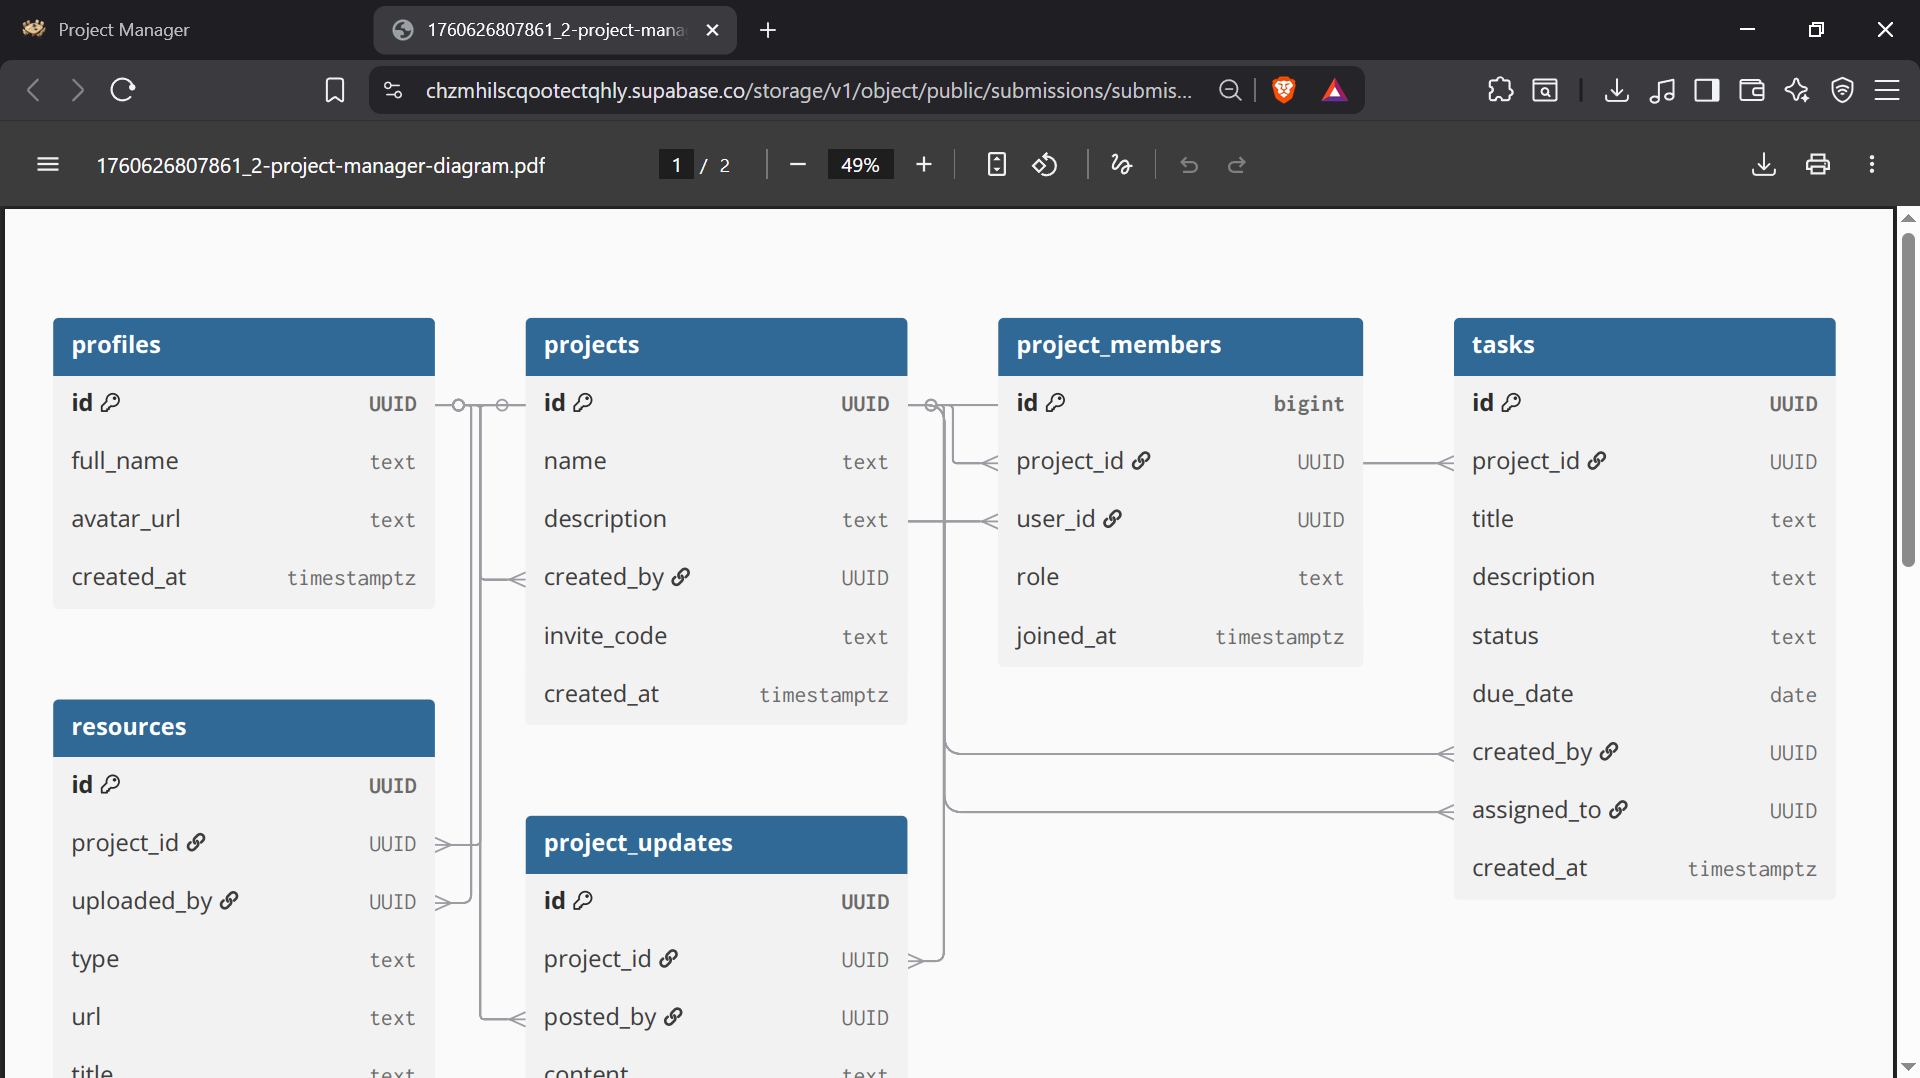 Project Manager
1760626807861_2-project-mana
chzmhilscqootectqhly.supabase.co/storage/v1/object/public/submissions/submis...
1760626807861_2-project-manager-diagram.pdf
1 / 2
49%
profiles
id UUID
full_name text
avatar_url text
created_at timestamptz
projects
id UUID
name text
description text
created_by UUID
invite_code text
created_at timestamptz
project_members
id bigint
project_id UUID
user_id UUID
role text
joined_at timestamptz
tasks
id UUID
project_id UUID
title text
description text
status text
due_date date
created_by UUID
assigned_to UUID
created_at timestamptz
resources
id UUID
project_id UUID
uploaded_by UUID
type text
url text
title text
project_updates
id UUID
project_id UUID
posted_by UUID
content text